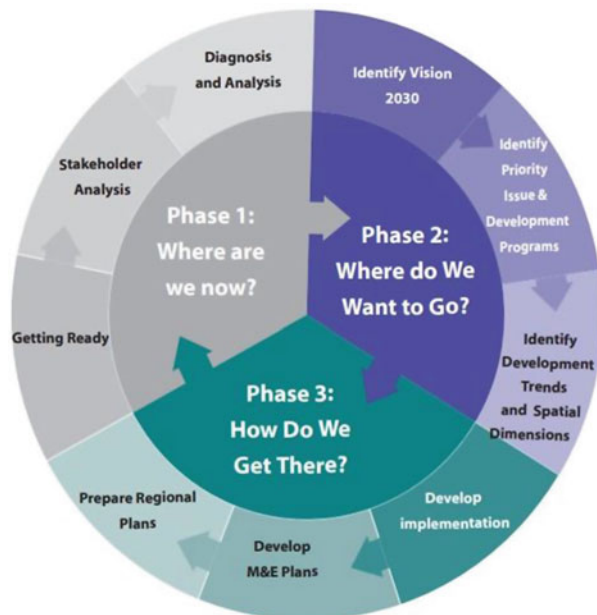 Phase 1:
Where are
we now?
Getting Ready
Stakeholder
Analysis
Diagnosis
and Analysis
Phase 2:
Where do We
Want to Go?
Identify Vision
2030
Identify
Priority
Issue &
Development
Programs
Identify
Development
Trends
and Spatial
Dimensions
Phase 3:
How Do We
Get There?
Develop
implementation
Develop
M&E Plans
Prepare Regional
Plans